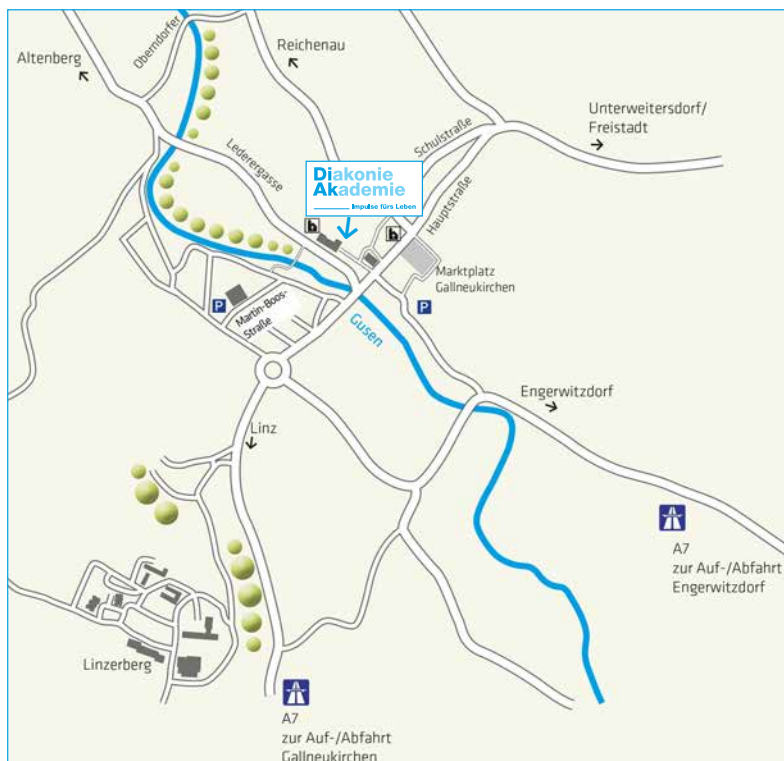 Altenberg
Oberndorfer
Reichenau
Unterweitersdorf/
Freistadt
Schulstraße
Lederergasse
Diakonie
Akademie
Impulse fürs Leben
Hauptstraße
Marktplatz
Gallneukirchen
P
P
Martin-Boos-
Straße
Gusen
Engerwitzdorf
Linz
A7
zur Auf-/Abfahrt
Engerwitzdorf
Linzerberg
A7
zur Auf-/Abfahrt
Gallneukirchen